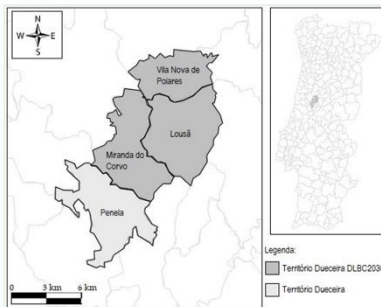 N
W E
S
Vila Nova de
Poiares
Lousã
Miranda do
Corvo
Penela
0 3 km 6 km
Legenda:
Território Dueceira DLBC2030
Território Dueceira